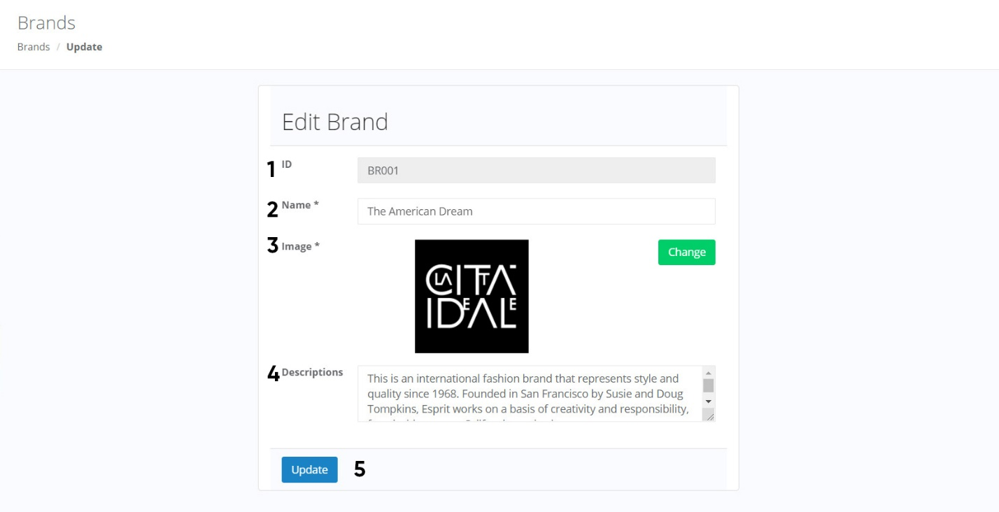 Brands
Brands / Update
Edit Brand
1 ID
BR001
2 Name *
The American Dream
3 Image *
Change
LA CITTA
IDEALE
4 Descriptions
This is an international fashion brand that represents style and
quality since 1968. Founded in San Francisco by Susie and Doug
Tompkins, Esprit works on a basis of creativity and responsibility,
Update 5